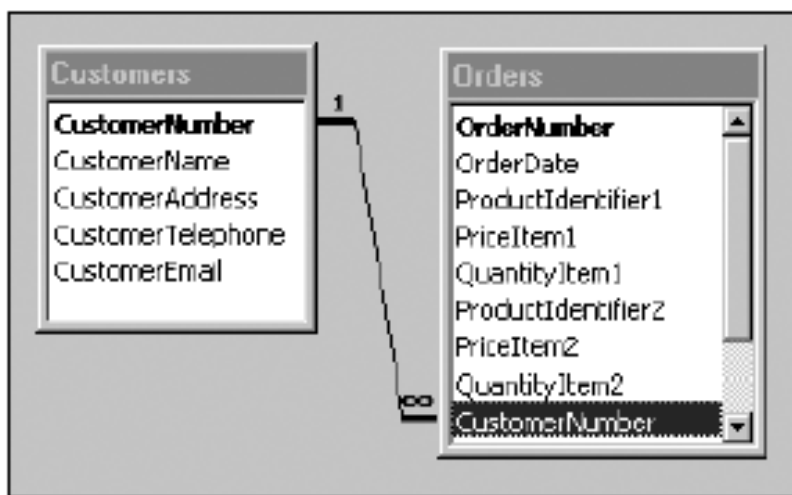 Customers
CustomerNumber
CustomerName
CustomerAddress
CustomerTelephone
CustomerEmail
1
∞
Orders
OrderNumber
OrderDate
ProductIdentifier1
PriceItem1
QuantityItem1
ProductIdentifier2
PriceItem2
QuantityItem2
CustomerNumber